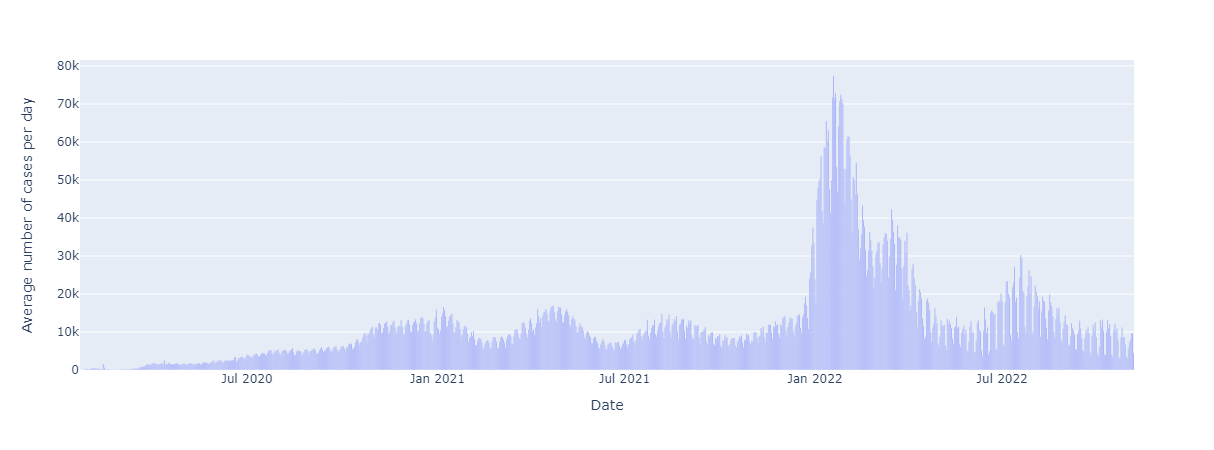 80k
70k
60k
50k
40k
30k
20k
10k
0
Average number of cases per day
Jul 2020
Jan 2021
Jul 2021
Jan 2022
Jul 2022
Date